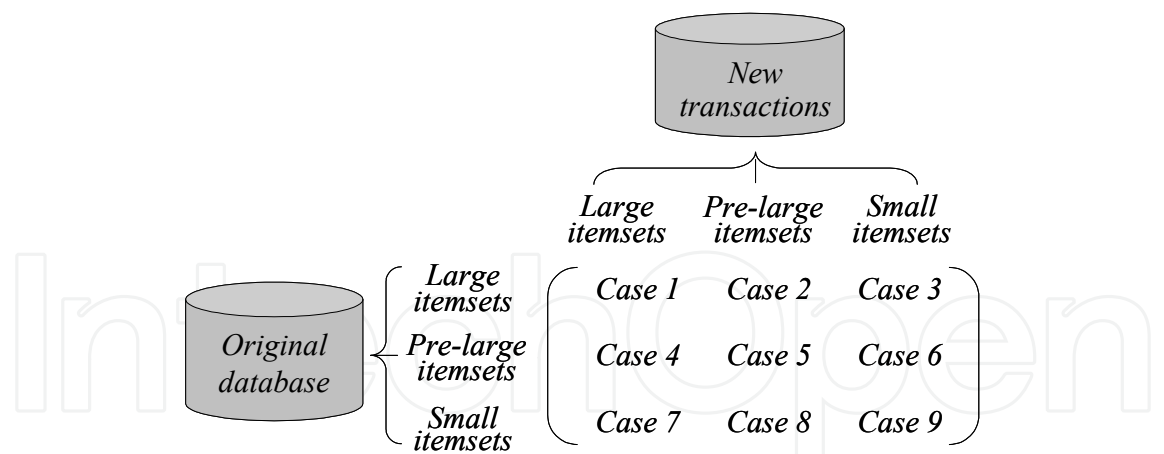 New
transactions
Large
itemsets
Pre-large
itemsets
Small
itemsets
Large
itemsets
Case 1 Case 2 Case 3
Original
database
Pre-large
itemsets
Case 4 Case 5 Case 6
Small
itemsets
Case 7 Case 8 Case 9
IntechOpen